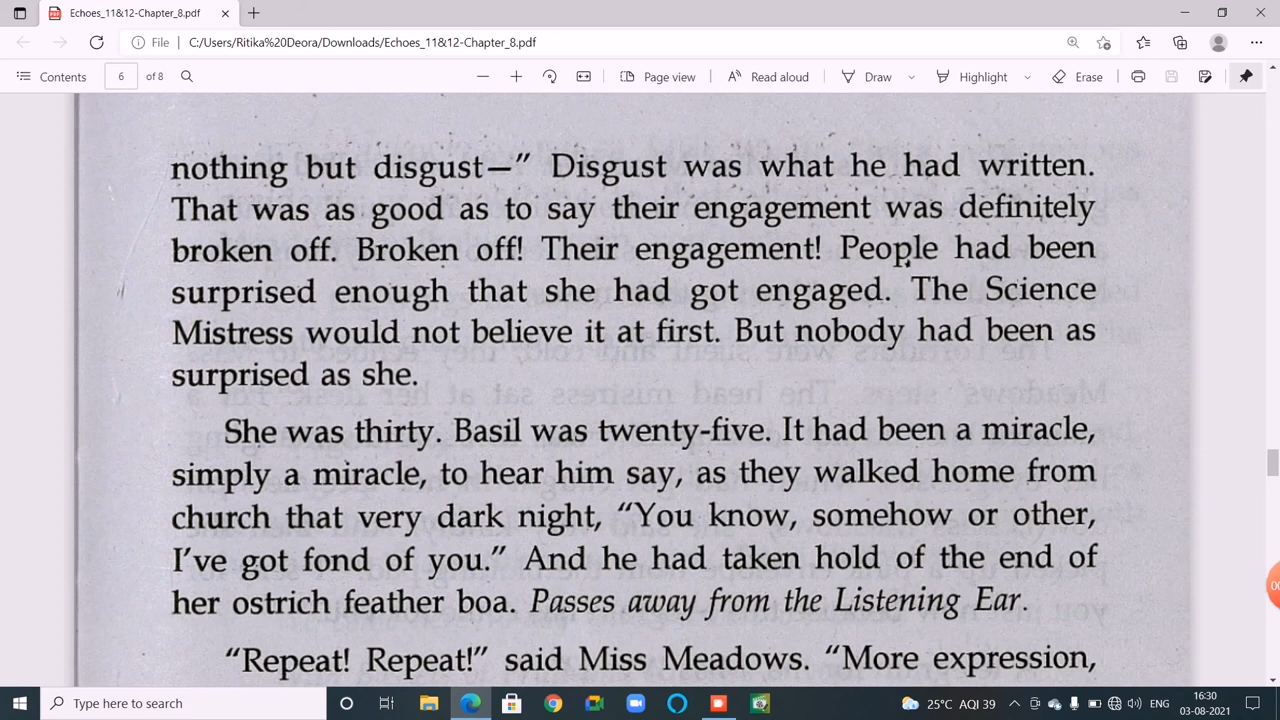 Echoes_11&12-Chapter_8.pdf
File C:/Users/Ritika%20Deora/Downloads/Echoes_11&12-Chapter_8.pdf
Contents 6 of 8 Page view Read aloud Draw Highlight Erase
nothing but disgust—” Disgust was what he had written.
That was as good as to say their engagement was definitely
broken off. Broken off! Their engagement! People had been
surprised enough that she had got engaged. The Science
Mistress would not believe it at first. But nobody had been as
surprised as she.
She was thirty. Basil was twenty-five. It had been a miracle,
simply a miracle, to hear him say, as they walked home from
church that very dark night, “You know, somehow or other,
I’ve got fond of you.” And he had taken hold of the end of
her ostrich feather boa. Passes away from the Listening Ear.
“Repeat! Repeat!” said Miss Meadows. “More expression,
Type here to search 25°C AQI 39 ENG 16:30
03-08-2021